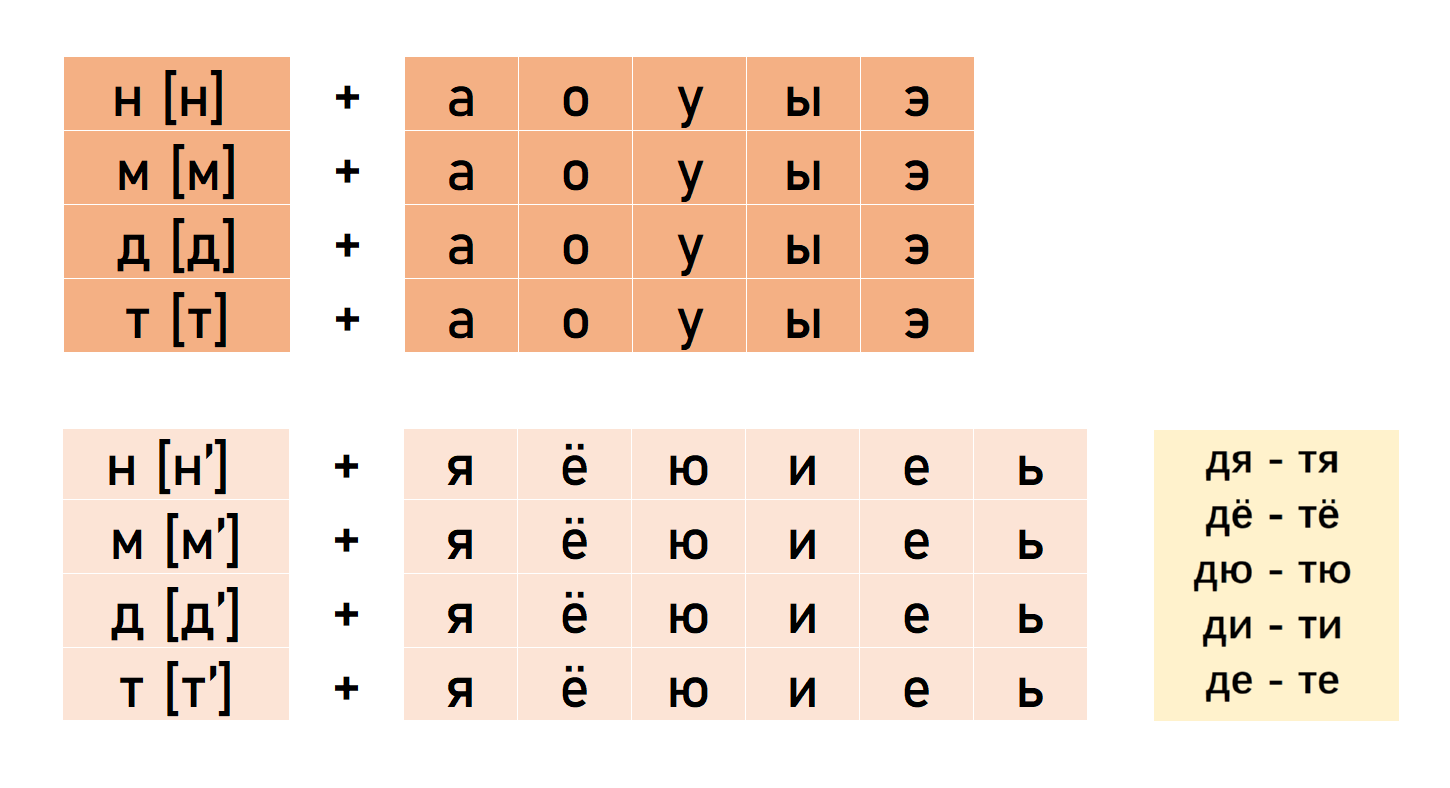 н [н] + а о у ы э
м [м] + а о у ы э
д [д] + а о у ы э
т [т] + а о у ы э
н [н'] + я ё ю и е ь
м [м'] + я ё ю и е ь
д [д'] + я ё ю и е ь
т [т'] + я ё ю и е ь
дя - тя
дё - тё
дю - тю
ди - ти
де - те